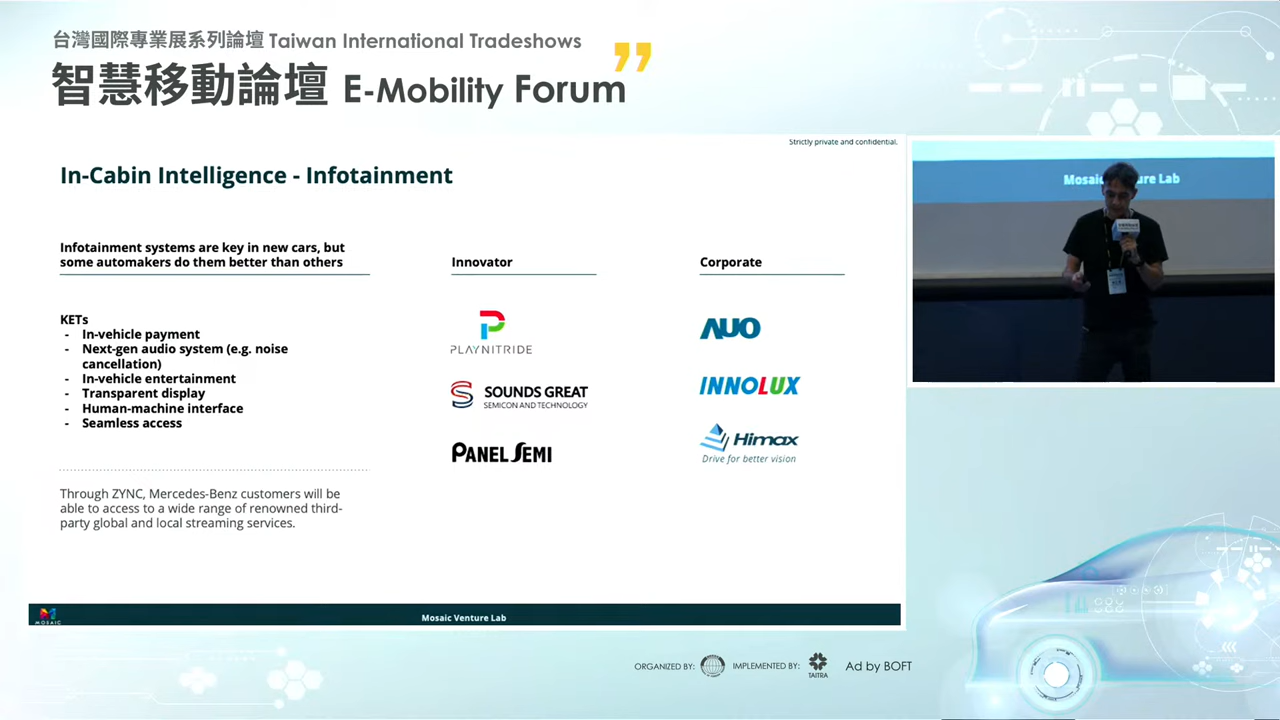 台灣國際專業展系列論壇 Taiwan International Tradeshows
智慧移動論壇 E-Mobility Forum
Strictly private and confidential.
In-Cabin Intelligence - Infotainment
Infotainment systems are key in new cars, but
some automakers do them better than others
KETs
- In-vehicle payment
- Next-gen audio system (e.g. noise
cancellation)
- In-vehicle entertainment
- Transparent display
- Human-machine interface
- Seamless access
Through ZYNC, Mercedes-Benz customers will be
able to access to a wide range of renowned third-
party global and local streaming services.
Innovator
PLAYNITRIDE
SOUNDS GREAT
SEMICON AND TECHNOLOGY
PANEL SEMI
Corporate
AUO
INNOLUX
Himax
Drive for better vision
MOSAIC
Mosaic Venture Lab
ORGANIZED BY: IMPLEMENTED BY: TAITRA Ad by BOFT